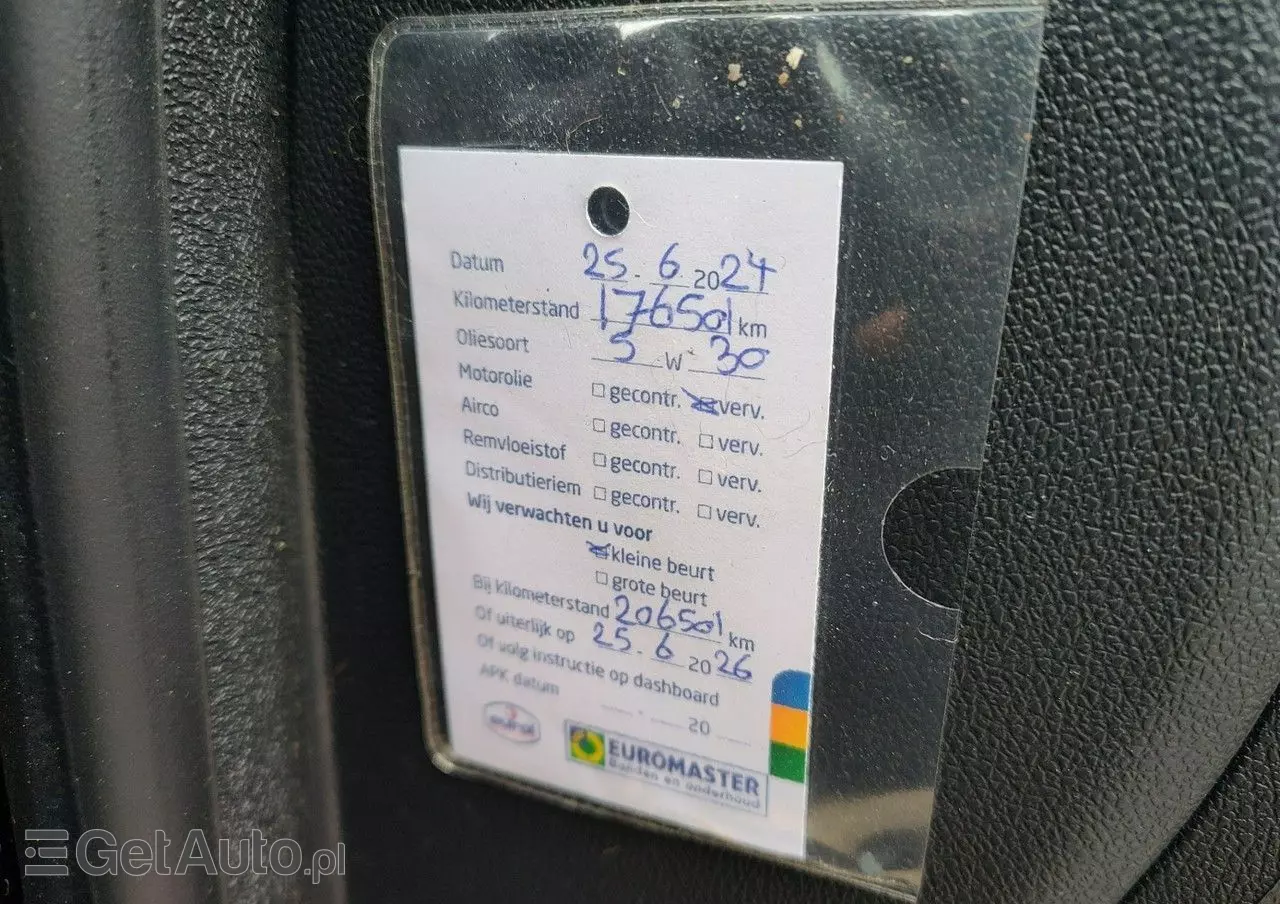 Datum 25 - 6 2024
Kilometerstand 176501 km
Oliesoort 5 W 30
Motorolie ☐ gecontr. ☒ verv.
Airco ☐ gecontr. ☐ verv.
Remvloeistof ☐ gecontr. ☐ verv.
Distributieriem ☐ gecontr. ☐ verv.
Wij verwachten u voor
☒ kleine beurt
☐ grote beurt
Bij kilometerstand 206501 km
Of uiterlijk op 25 - 6 2026
Of volg instructie op dashboard
APK datum - 20
eurol
EUROMASTER
Banden en onderhoud
GetAuto.pl